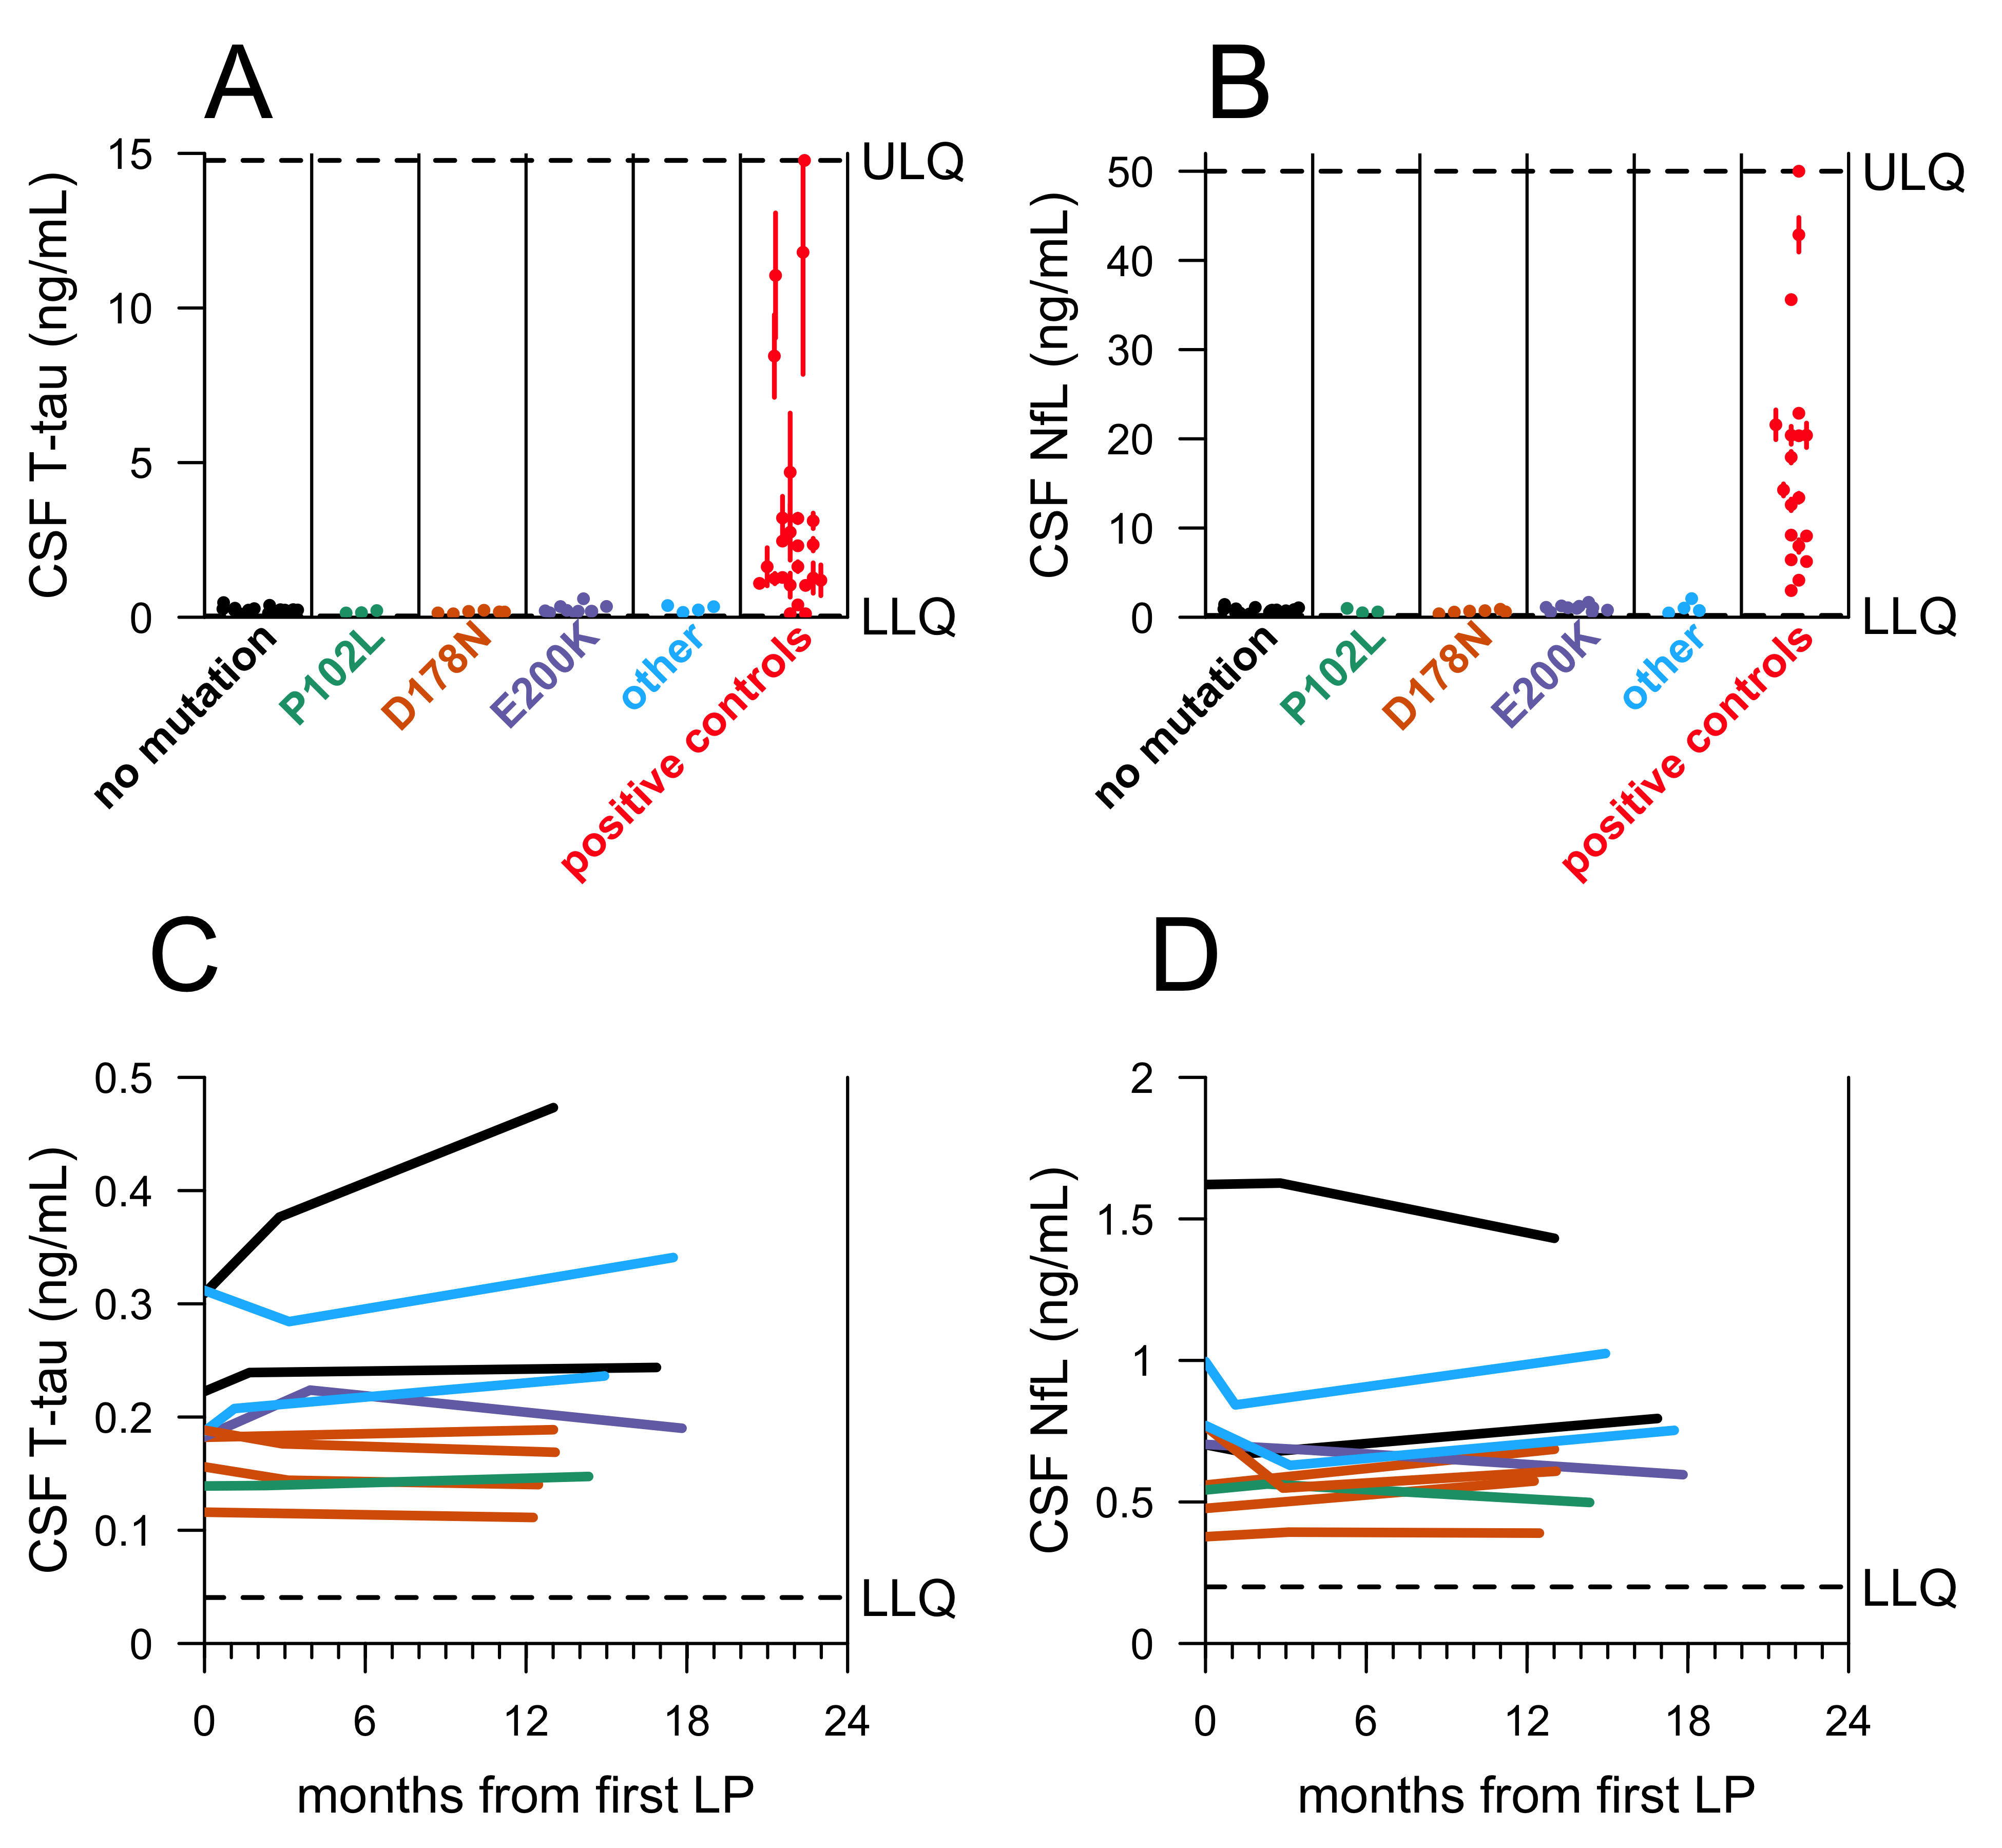 A
CSF T-tau (ng/mL)
15
10
5
0
ULQ
LLQ
no mutation
P102L
D178N
E200K
other
positive controls
B
CSF NfL (ng/mL)
50
40
30
20
10
0
ULQ
LLQ
no mutation
P102L
D178N
E200K
other
positive controls
C
CSF T-tau (ng/mL)
0.5
0.4
0.3
0.2
0.1
0
LLQ
0 6 12 18 24
months from first LP
D
CSF NfL (ng/mL)
2
1.5
1
0.5
0
LLQ
0 6 12 18 24
months from first LP